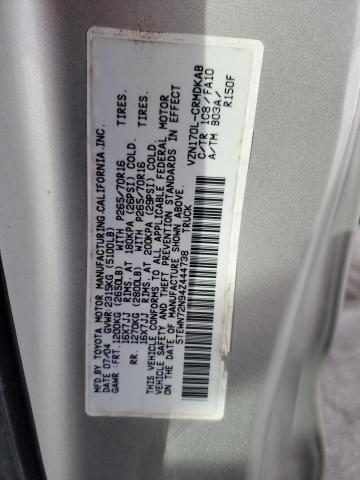 MFD. BY: TOYOTA MOTOR MANUFACTURING.CALIFORNIA.INC.
DATE: 07/04 GVWR:2315KG (5100LB)
GAWR : FRT. 1200KG (2650LB) WITH P265/70R16 TIRES.
16X7JJ RIMS. AT 180KPA (26PSI) COLD.
RR. 1270KG (2800LB) WITH P265/70R16 TIRES.
16X7JJ RIMS. AT 200KPA (29PSI) COLD.
THIS VEHICLE CONFORMS TO ALL APPLICABLE FEDERAL MOTOR
VEHICLE SAFETY AND THEFT PREVENTION STANDARDS IN EFFECT
ON THE DATE OF MANUFACTURE SHOWN ABOVE.
5TEWN72N94Z444738 TRUCK
VZN170L-CRMDKAB
C/TR 1C8/FA10
A/TM B03A/
R150F